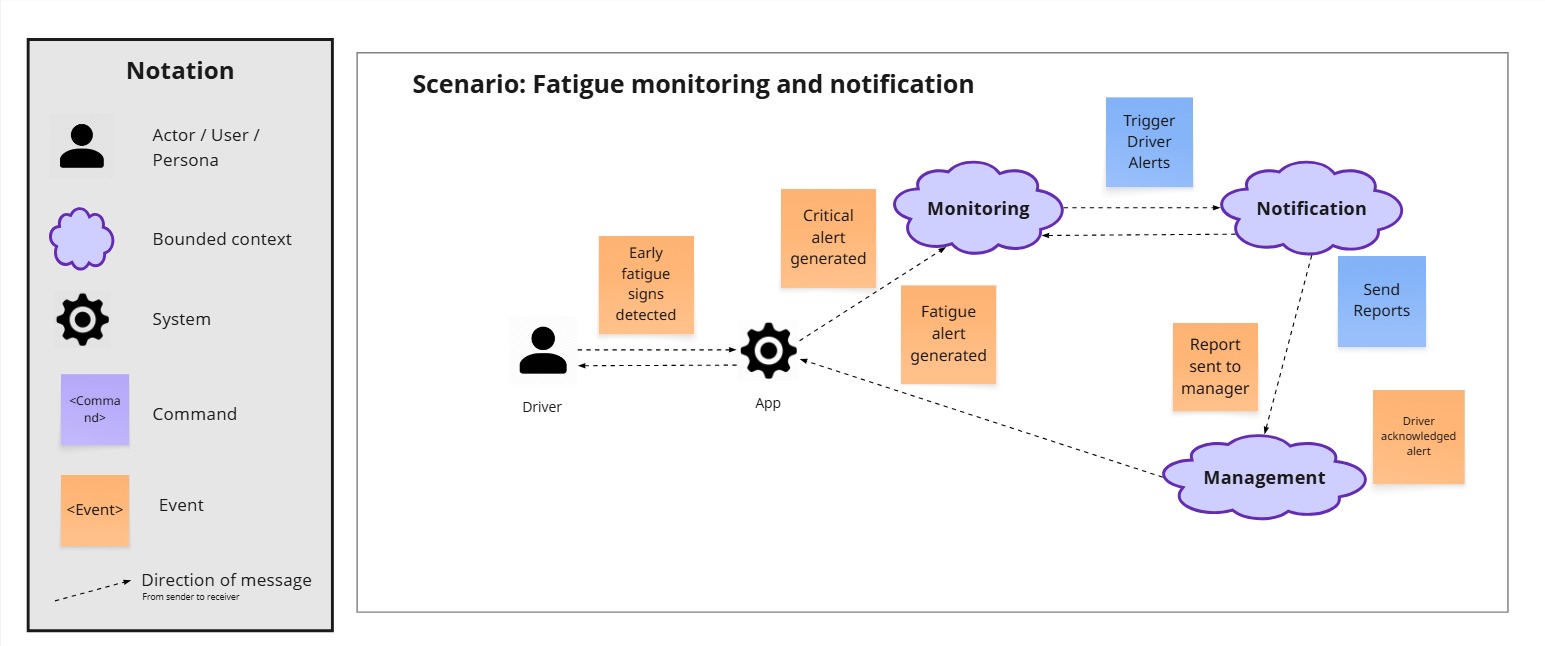 Notation
Actor / User /
Persona
Bounded context
System
<Comma
nd>
Command
<Event>
Event
Direction of message
From sender to receiver
Scenario: Fatigue monitoring and notification
Trigger
Driver
Alerts
Critical
alert
generated
Monitoring
Notification
Early
fatigue
signs
detected
Send
Reports
Fatigue
alert
generated
Report
sent to
manager
Driver
App
Driver
acknowledged
alert
Management